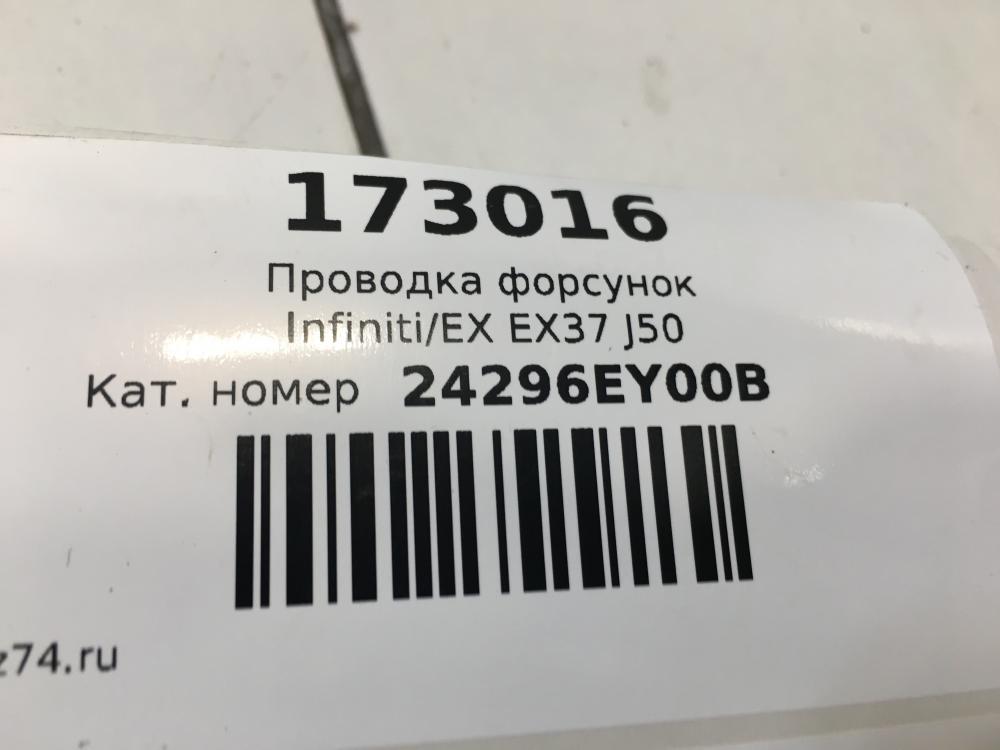 173016
Проводка форсунок
Infiniti/EX EX37 J50
Кат. номер 24296EY00B
z74.ru